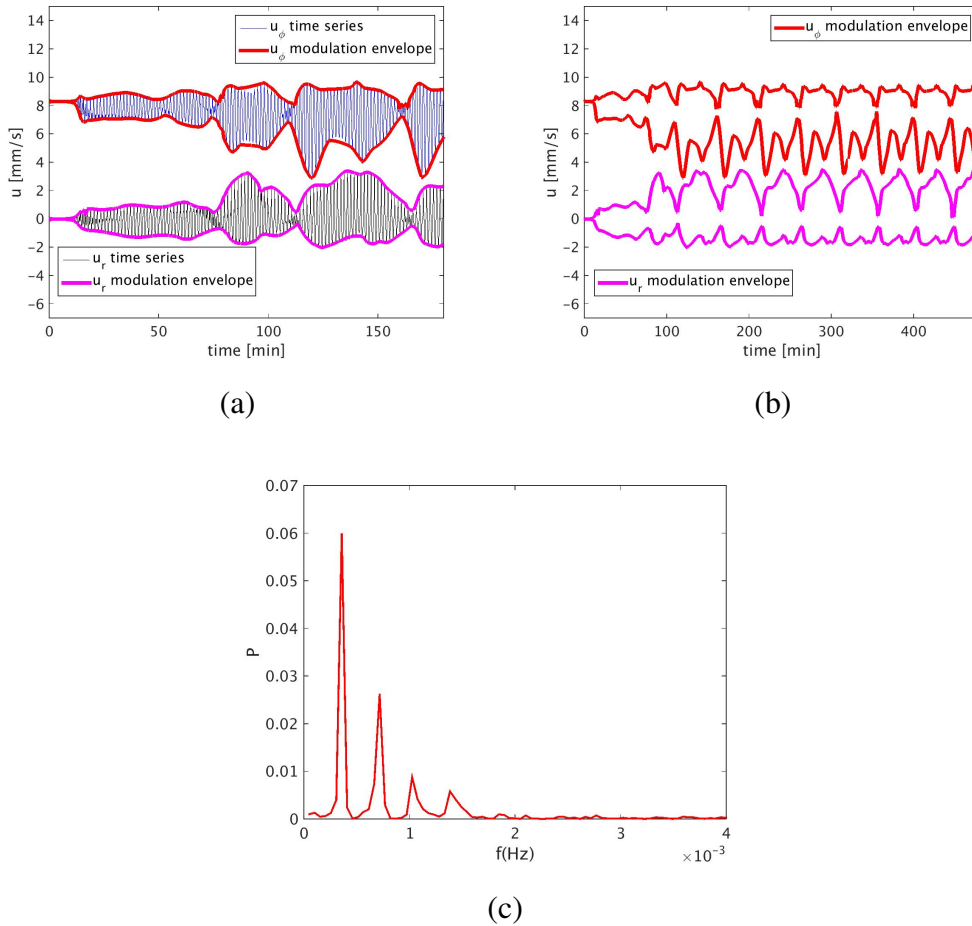 14
12
10
8
6
4
2
0
-2
-4
-6
u [mm/s]
u_ϕ time series
u_ϕ modulation envelope
u_r time series
u_r modulation envelope
0 50 100 150
time [min]
(a)
14
12
10
8
6
4
2
0
-2
-4
-6
u [mm/s]
u_ϕ modulation envelope
u_r modulation envelope
0 100 200 300 400
time [min]
(b)
0.07
0.06
0.05
0.04
0.03
0.02
0.01
0
P
0 1 2 3 4
f(Hz)
×10⁻³
(c)